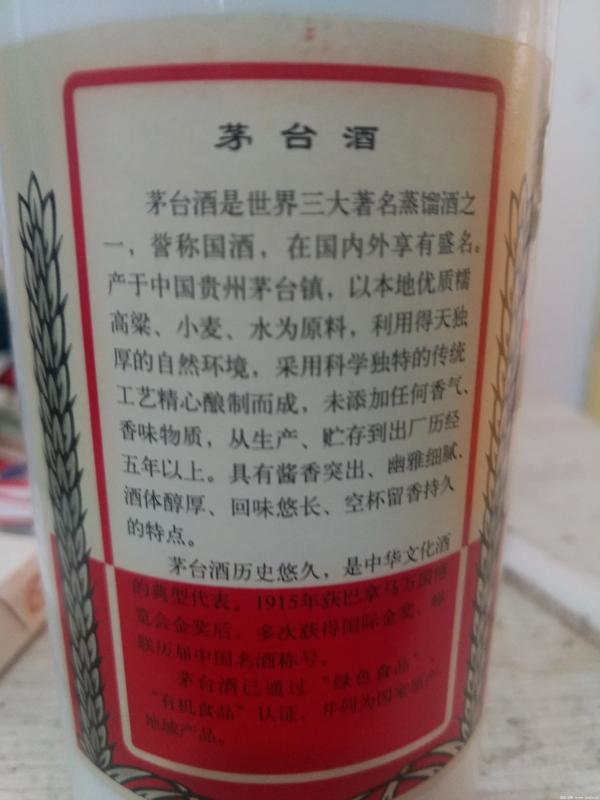 茅台酒
茅台酒是世界三大著名蒸馏酒之
一，誉称国酒，在国内外享有盛名。
产于中国贵州茅台镇，以本地优质糯
高粱、小麦、水为原料，利用得天独
厚的自然环境，采用科学独特的传统
工艺精心酿制而成，未添加任何香气、
香味物质，从生产、贮存到出厂历经
五年以上。具有酱香突出、幽雅细腻、
酒体醇厚、回味悠长、空杯留香持久
的特点。
茅台酒历史悠久，是中华文化酒
的典型代表。1915年获巴拿马万国博
览会金奖后，多次获得国际金奖，蝉
联历届中国名酒称号。
茅台酒已通过“绿色食品”、
“有机食品”认证，并列为国家原产
地域产品。